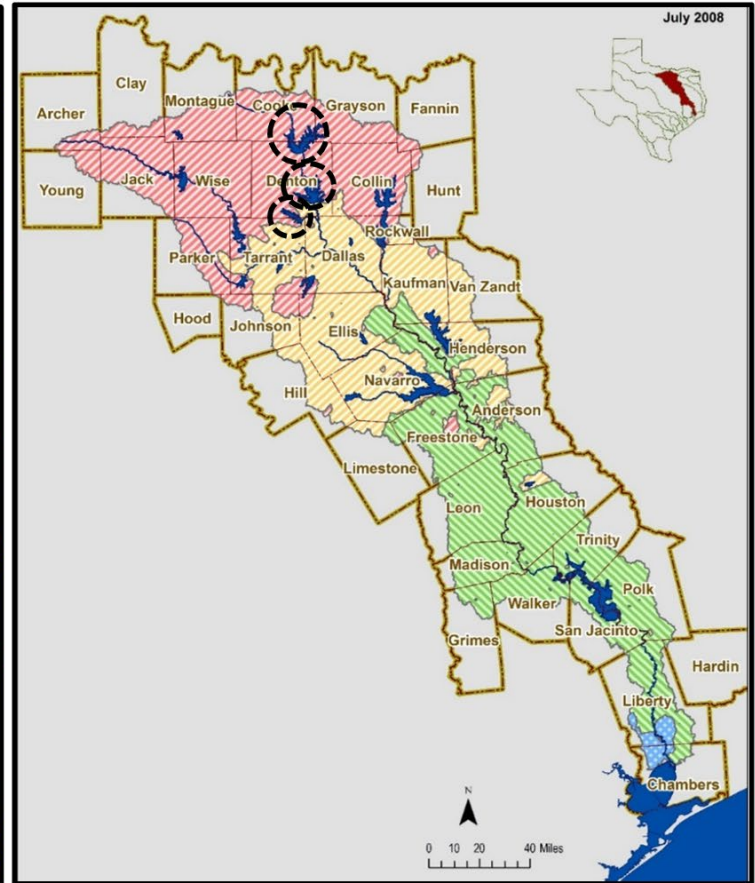 July 2008
Clay
Archer
Montague
Cooke
Grayson
Fannin
Young
Jack
Wise
Denton
Collin
Hunt
Rockwall
Parker
Tarrant
Dallas
Kaufman
Van Zandt
Hood
Johnson
Ellis
Henderson
Hill
Navarro
Anderson
Freestone
Limestone
Leon
Houston
Trinity
Madison
Polk
Walker
San Jacinto
Grimes
Hardin
Liberty
Chambers
N
0 10 20 40 Miles